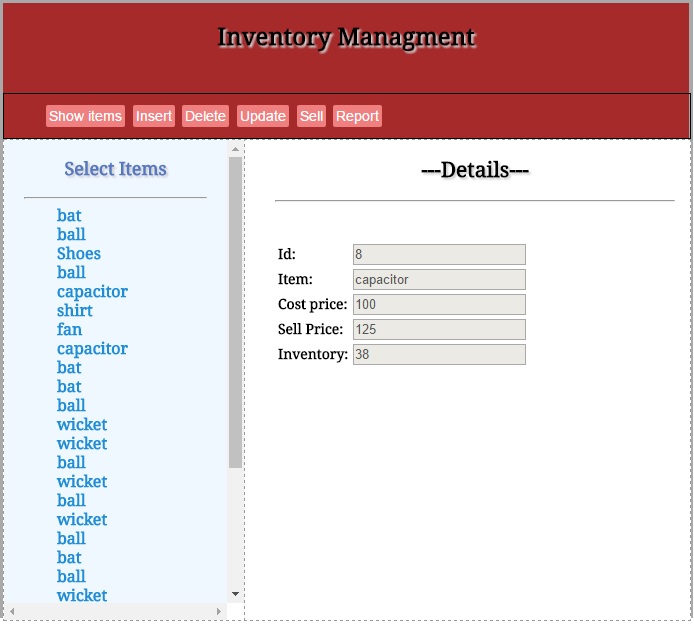 Inventory Managment
Show items Insert Delete Update Sell Report
Select Items
bat
ball
Shoes
ball
capacitor
shirt
fan
capacitor
bat
bat
ball
wicket
wicket
ball
wicket
ball
wicket
ball
bat
ball
wicket
---Details---
Id: 8
Item: capacitor
Cost price: 100
Sell Price: 125
Inventory: 38